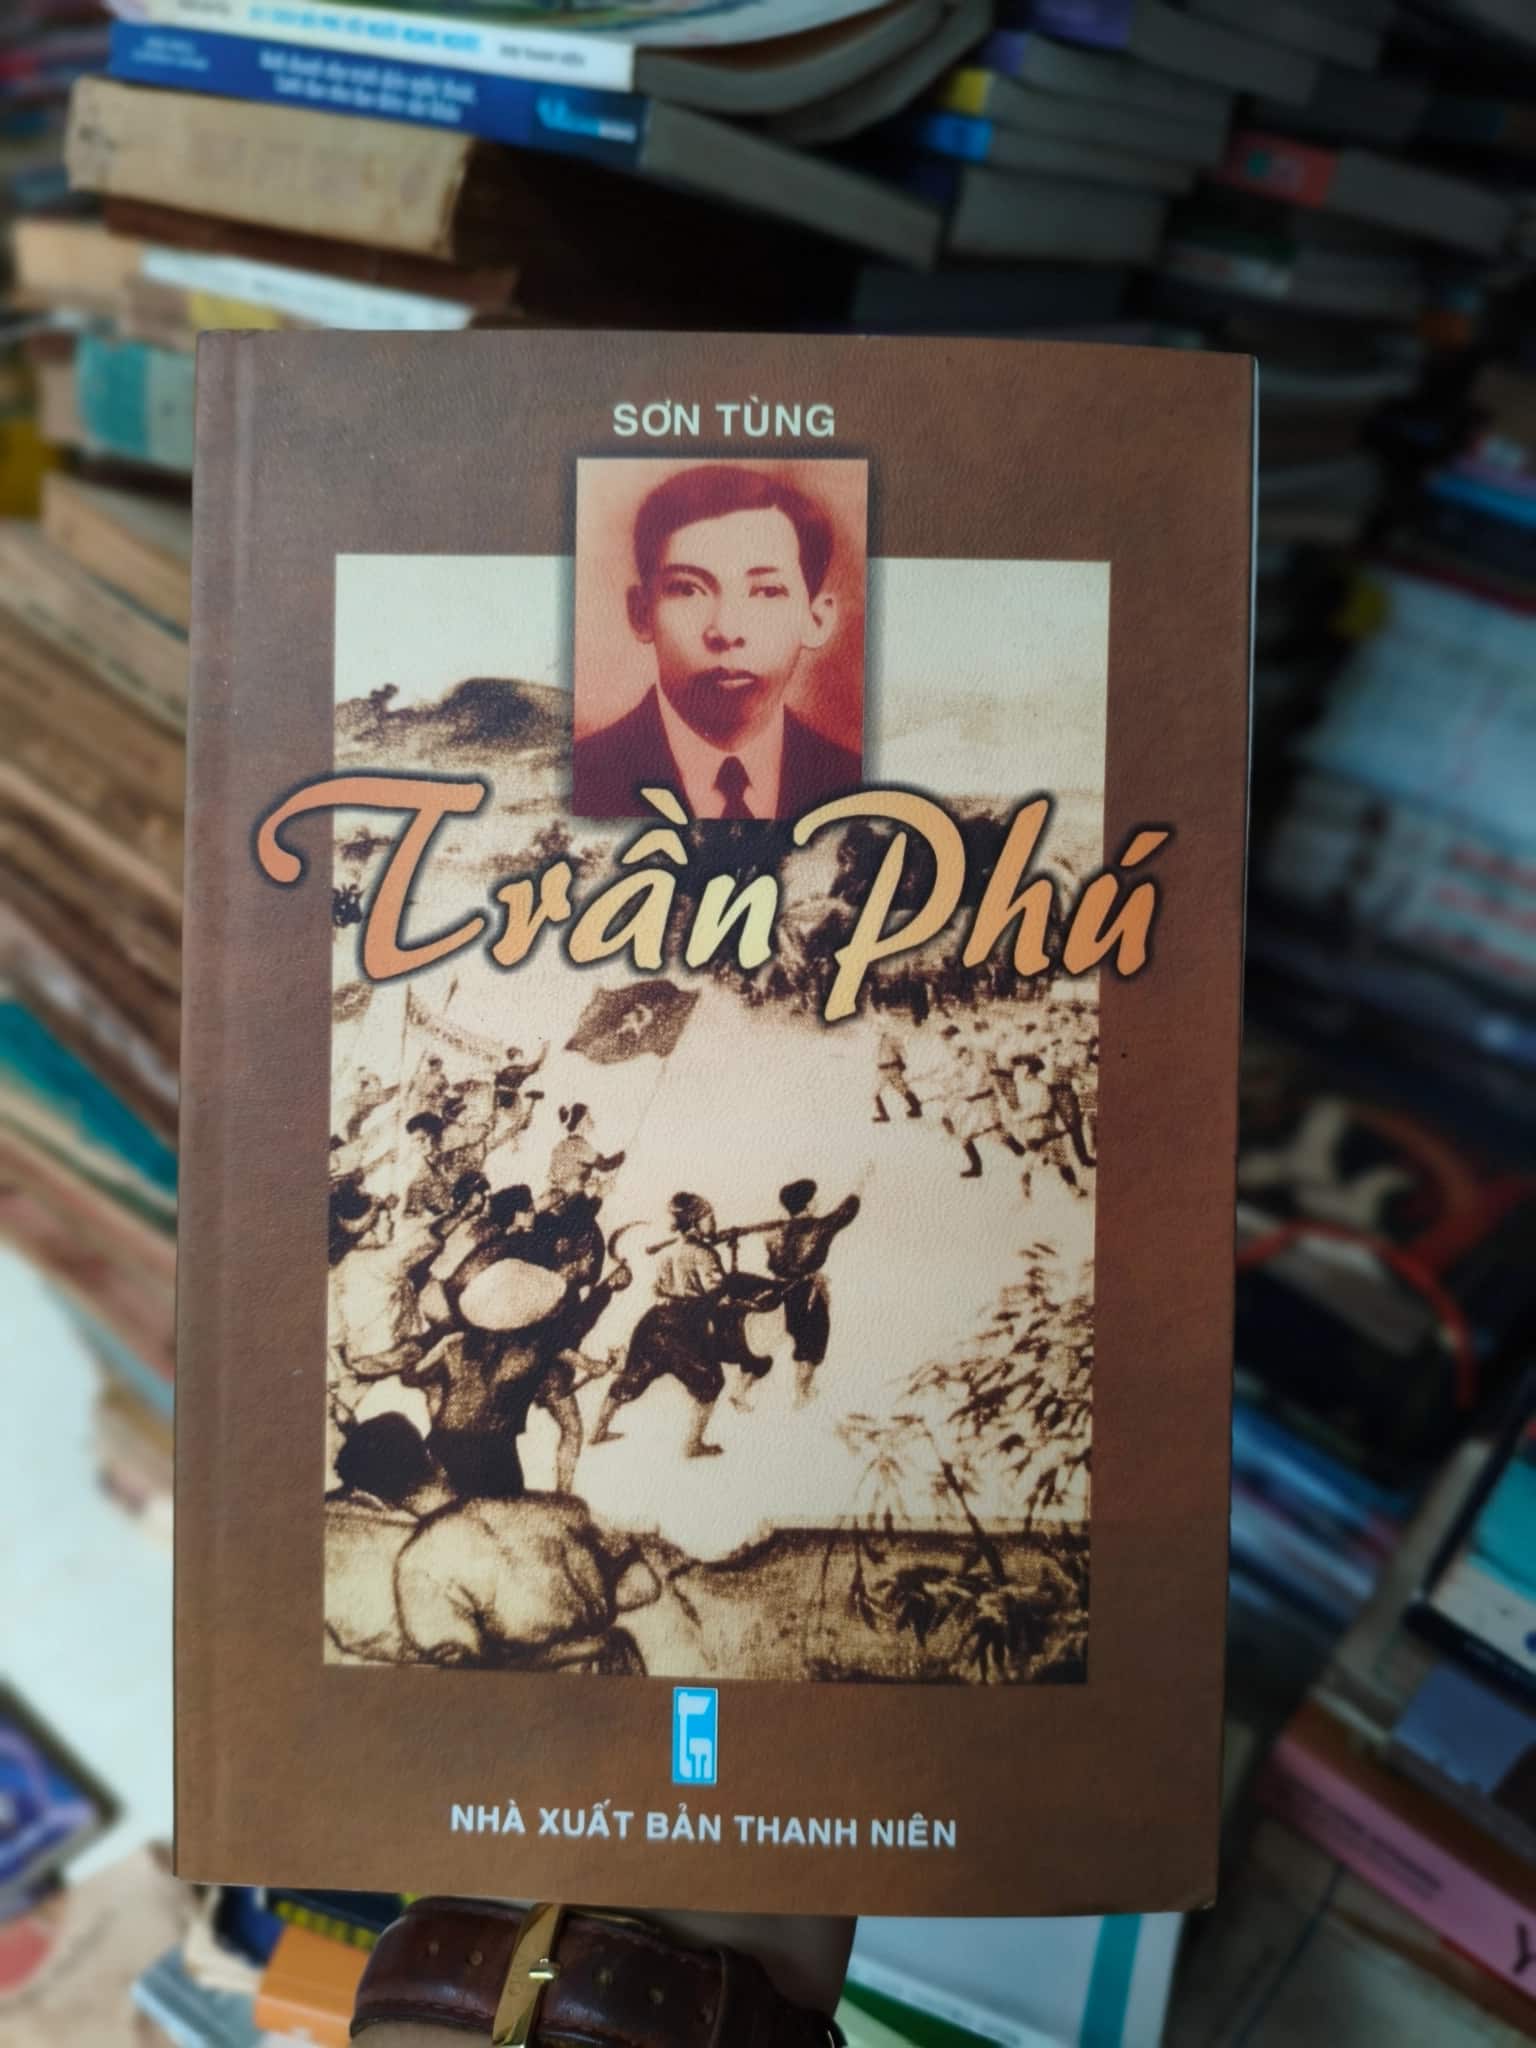 SƠN TÙNG
Trần Phú
NHÀ XUẤT BẢN THANH NIÊN